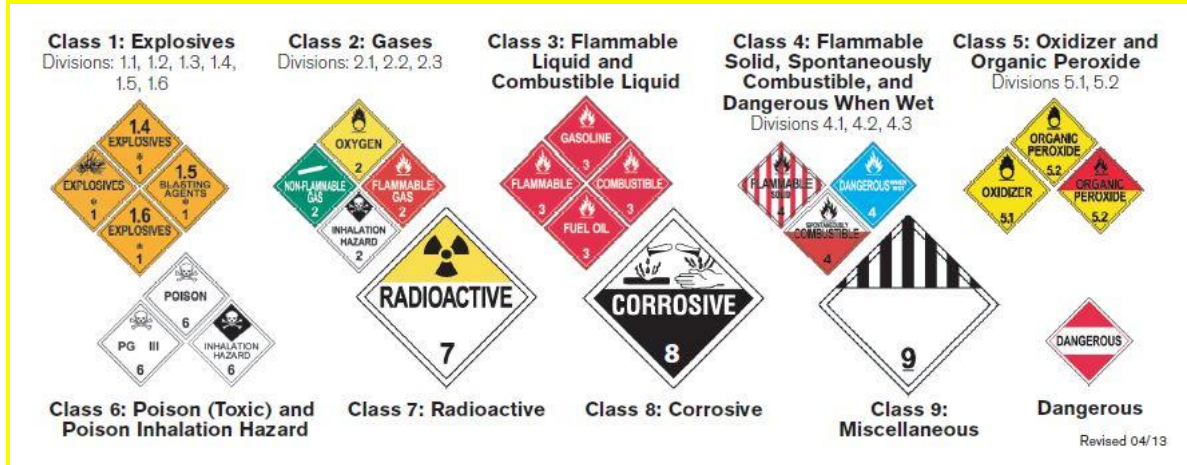 Class 1: Explosives
Divisions: 1.1, 1.2, 1.3, 1.4,
1.5, 1.6
1.4
EXPLOSIVES
*
1
EXPLOSIVES
*
1
1.5
BLASTING
AGENTS
*
1
1.6
EXPLOSIVES
*
1
Class 2: Gases
Divisions: 2.1, 2.2, 2.3
OXYGEN
2
NON-FLAMMABLE
GAS
2
FLAMMABLE
GAS
2
INHALATION
HAZARD
2
Class 3: Flammable
Liquid and
Combustible Liquid
GASOLINE
3
FLAMMABLE
3
COMBUSTIBLE
3
FUEL OIL
3
Class 4: Flammable
Solid, Spontaneously
Combustible, and
Dangerous When Wet
Divisions 4.1, 4.2, 4.3
FLAMMABLE
SOLID
4
DANGEROUS WHEN WET
4
SPONTANEOUSLY
COMBUSTIBLE
4
Class 5: Oxidizer and
Organic Peroxide
Divisions 5.1, 5.2
ORGANIC
PEROXIDE
5.2
OXIDIZER
5.1
ORGANIC
PEROXIDE
5.2
POISON
6
PG III
6
INHALATION
HAZARD
6
Class 6: Poison (Toxic) and
Poison Inhalation Hazard
RADIOACTIVE
7
Class 7: Radioactive
CORROSIVE
8
Class 8: Corrosive
9
Class 9:
Miscellaneous
DANGEROUS
Dangerous
Revised 04/13